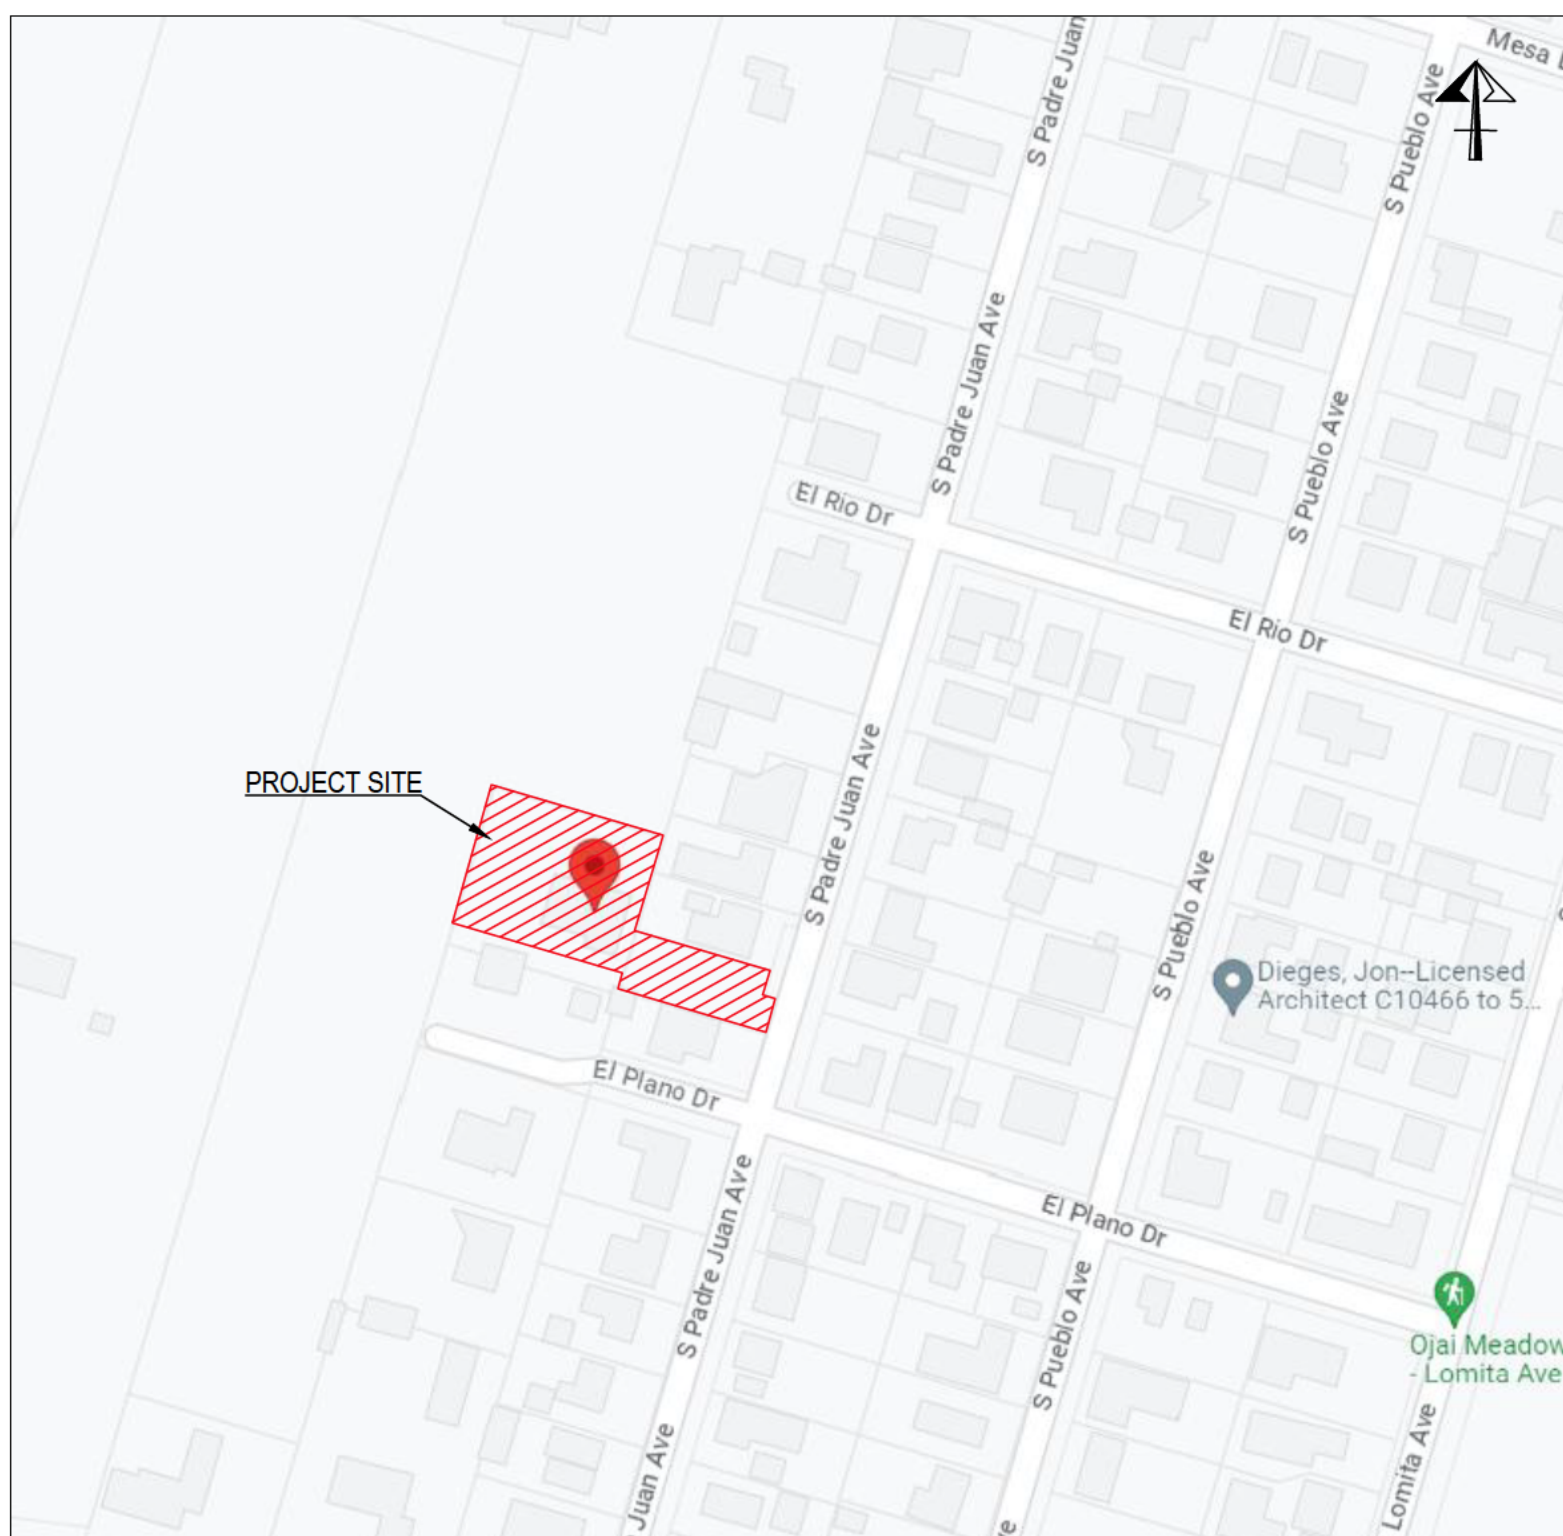 S Padre Juan
Mesa
S Pueblo Ave
S Padre Juan Ave
S Pueblo Ave
El Rio Dr
El Rio Dr
S Padre Juan Ave
PROJECT SITE
S Pueblo Ave
Dieges, Jon--Licensed
Architect C10466 to 5...
El Plano Dr
El Plano Dr
S Padre Juan Ave
S Pueblo Ave
Ojai Meadow
- Lomita Ave
Juan Ave
Lomita Ave